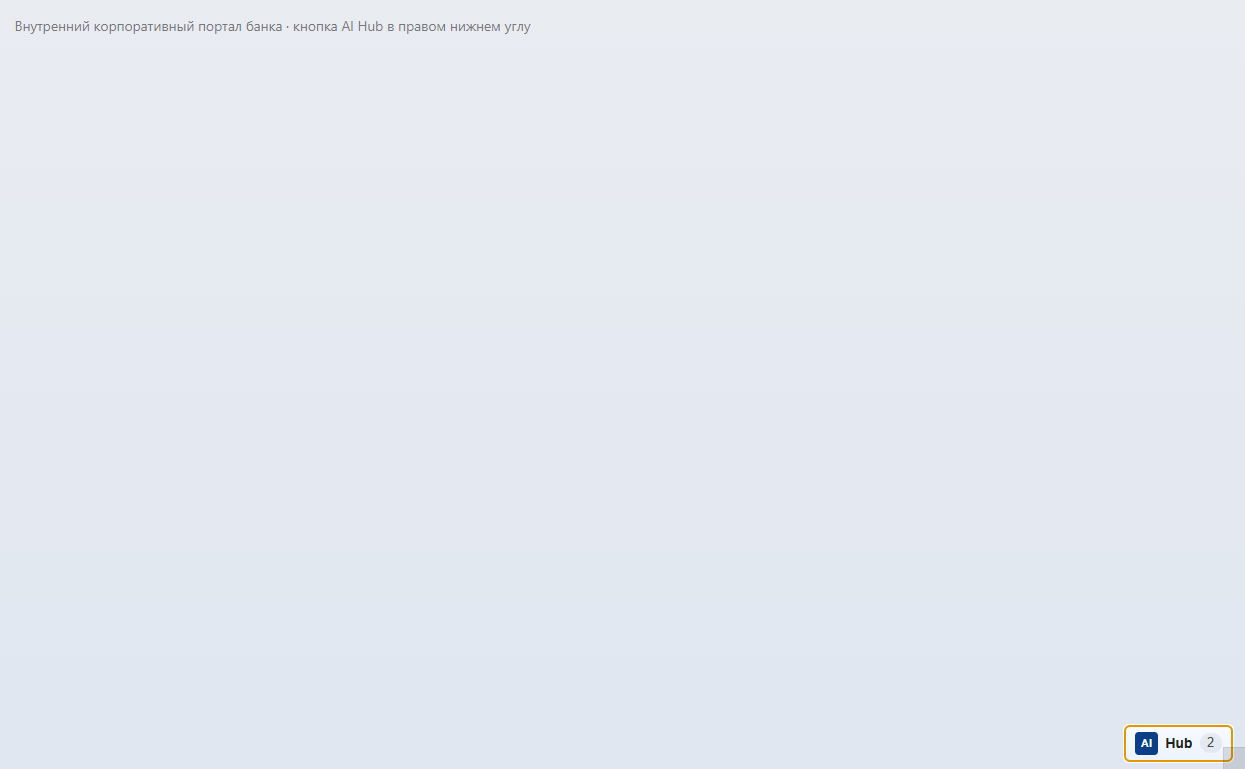 Внутренний корпоративный портал банка · кнопка AI Hub в правом нижнем углу
AI Hub 2